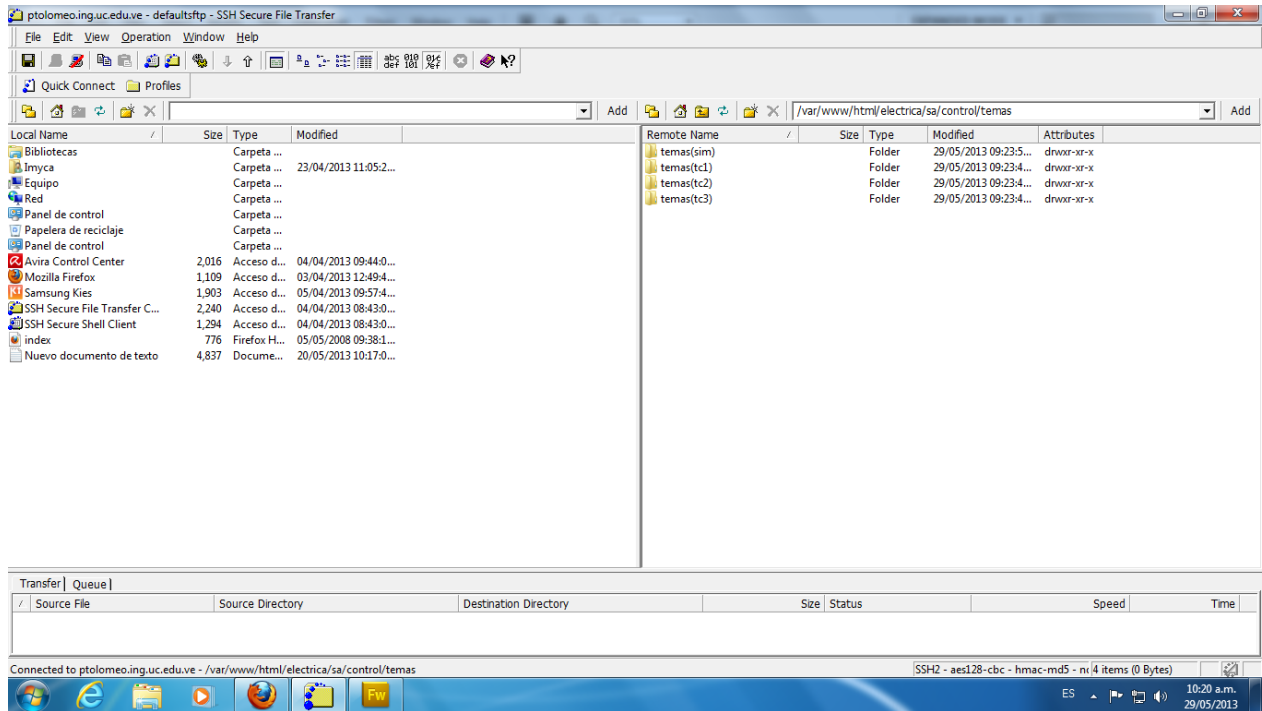 ptolomeo.ing.uc.edu.ve - defaultsftp - SSH Secure File Transfer
File Edit View Operation Window Help
Quick Connect Profiles
Add /var/www/html/electrica/sa/control/temas Add
Local Name / Size Type Modified
Bibliotecas Carpeta ...
Imyca Carpeta ... 23/04/2013 11:05:2...
Equipo Carpeta ...
Red Carpeta ...
Panel de control Carpeta ...
Papelera de reciclaje Carpeta ...
Panel de control Carpeta ...
Avira Control Center 2,016 Acceso d... 04/04/2013 09:44:0...
Mozilla Firefox 1,109 Acceso d... 03/04/2013 12:49:4...
Samsung Kies 1,903 Acceso d... 05/04/2013 09:57:4...
SSH Secure File Transfer C... 2,240 Acceso d... 04/04/2013 08:43:0...
SSH Secure Shell Client 1,294 Acceso d... 04/04/2013 08:43:0...
index 776 Firefox H... 05/05/2008 09:38:1...
Nuevo documento de texto 4,837 Docume... 20/05/2013 10:17:0...
Remote Name / Size Type Modified Attributes
temas(sim) Folder 29/05/2013 09:23:5... drwxr-xr-x
temas(tc1) Folder 29/05/2013 09:23:4... drwxr-xr-x
temas(tc2) Folder 29/05/2013 09:23:4... drwxr-xr-x
temas(tc3) Folder 29/05/2013 09:23:4... drwxr-xr-x
Transfer Queue
/ Source File Source Directory Destination Directory Size Status Speed Time
Connected to ptolomeo.ing.uc.edu.ve - /var/www/html/electrica/sa/control/temas SSH2 - aes128-cbc - hmac-md5 - nc 4 items (0 Bytes)
Fw ES 10:20 a.m.
29/05/2013